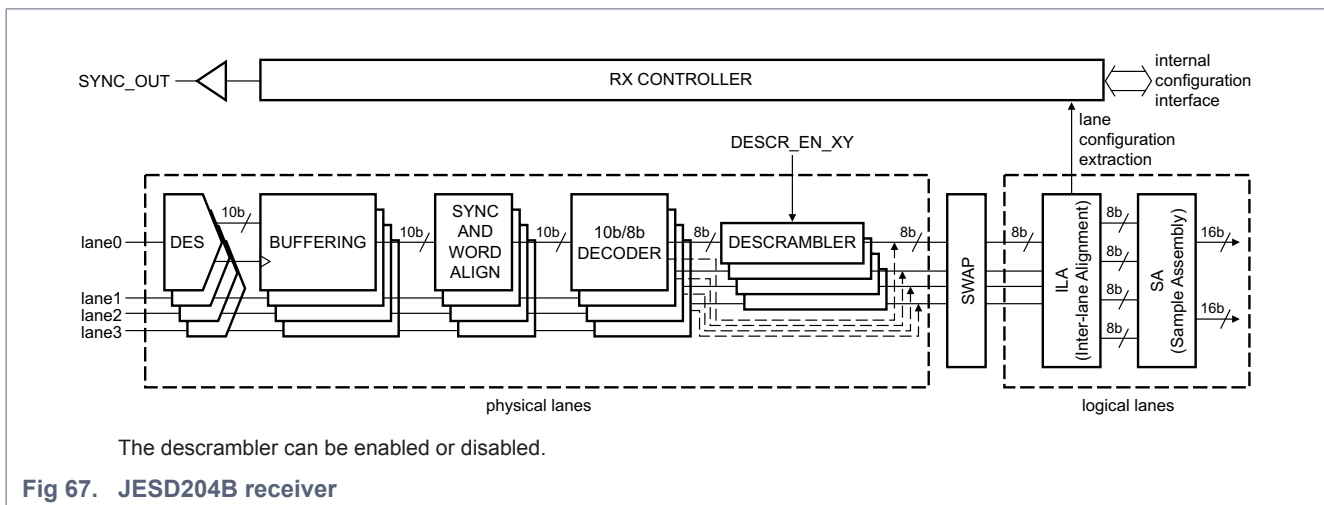 SYNC_OUT
RX CONTROLLER
internal
configuration
interface
lane
configuration
extraction
DESCR_EN_XY
lane0
lane1
lane2
lane3
DES
10b
BUFFERING
10b
SYNC
AND
WORD
ALIGN
10b
10b/8b
DECODER
8b
DESCRAMBLER
8b
SWAP
8b
ILA
(Inter-lane Alignment)
8b
8b
8b
8b
SA
(Sample Assembly)
16b
16b
physical lanes
logical lanes
The descrambler can be enabled or disabled.
Fig 67. JESD204B receiver